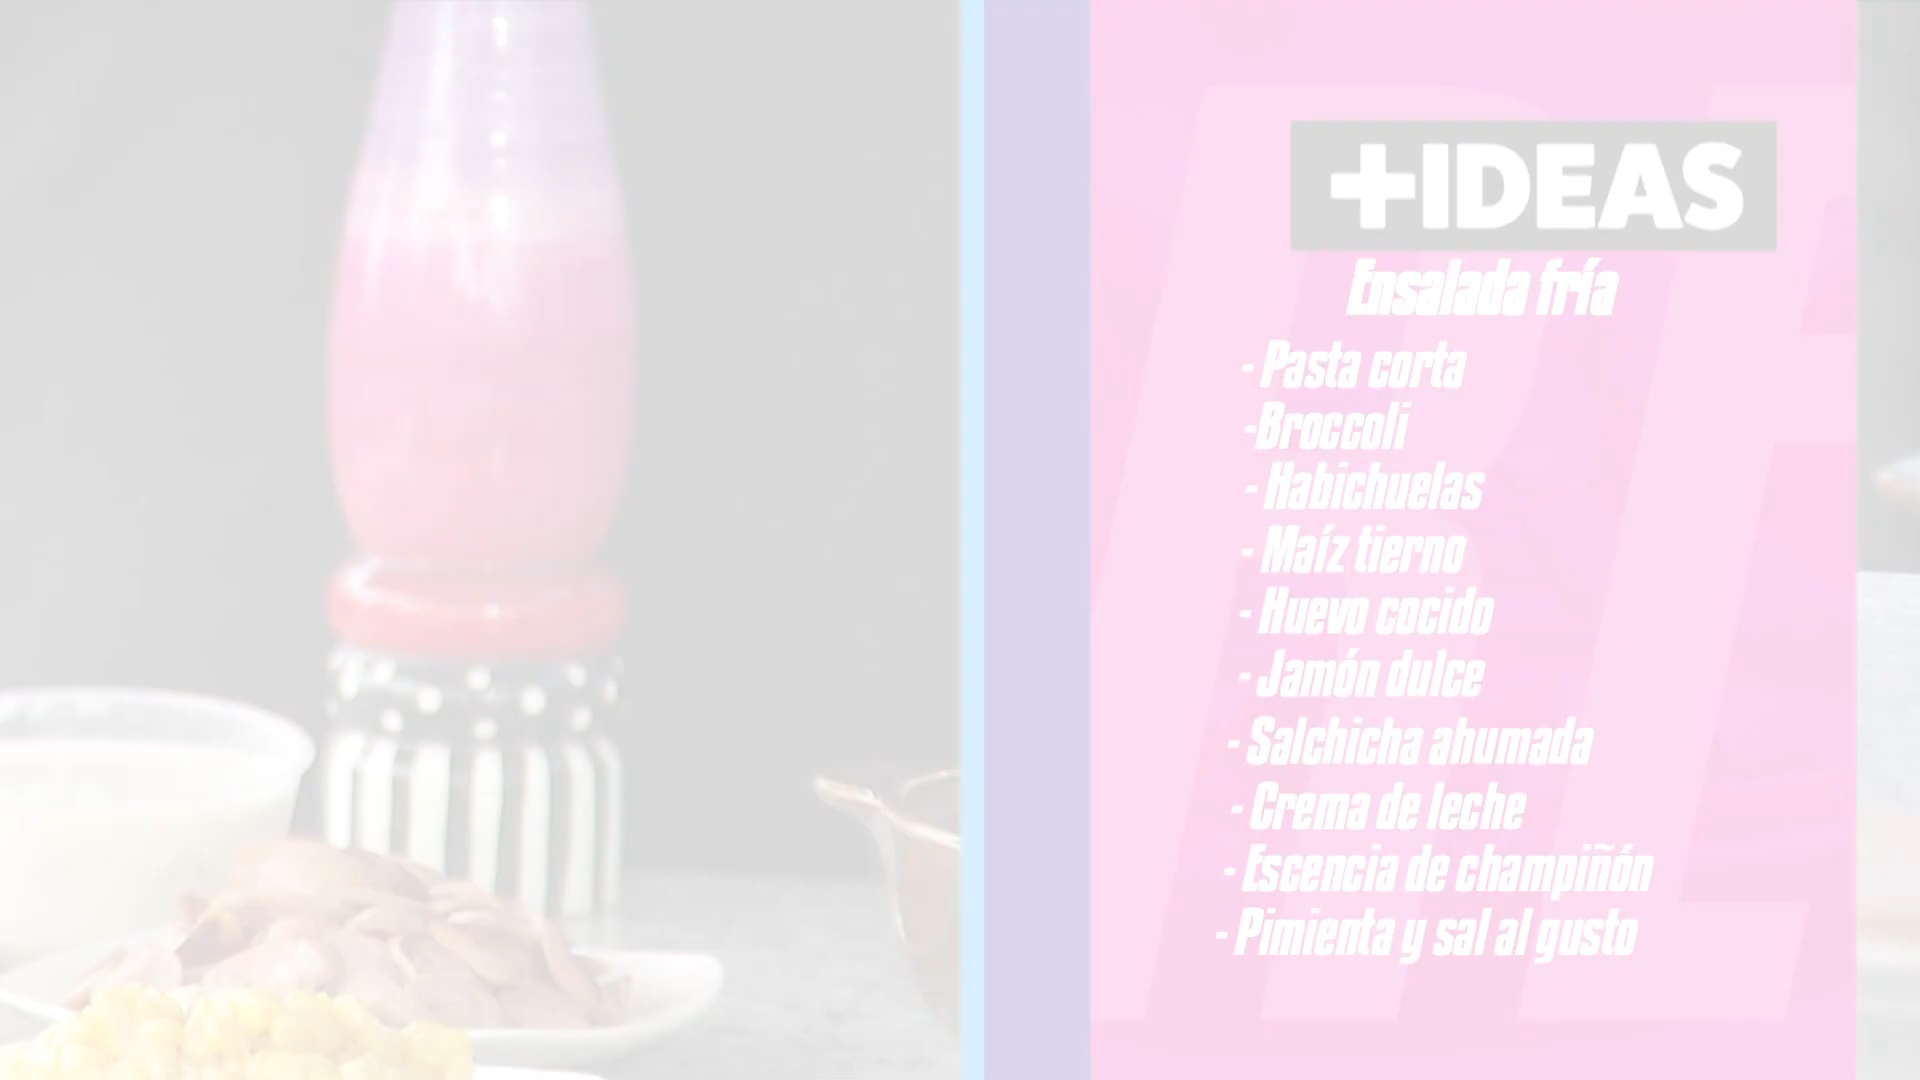 +IDEAS
Ensalada fría
- Pasta corta
-Broccoli
- Habichuelas
- Maíz tierno
- Huevo cocido
- Jamón dulce
- Salchicha ahumada
- Crema de leche
- Escencia de champiñón
- Pimienta y sal al gusto